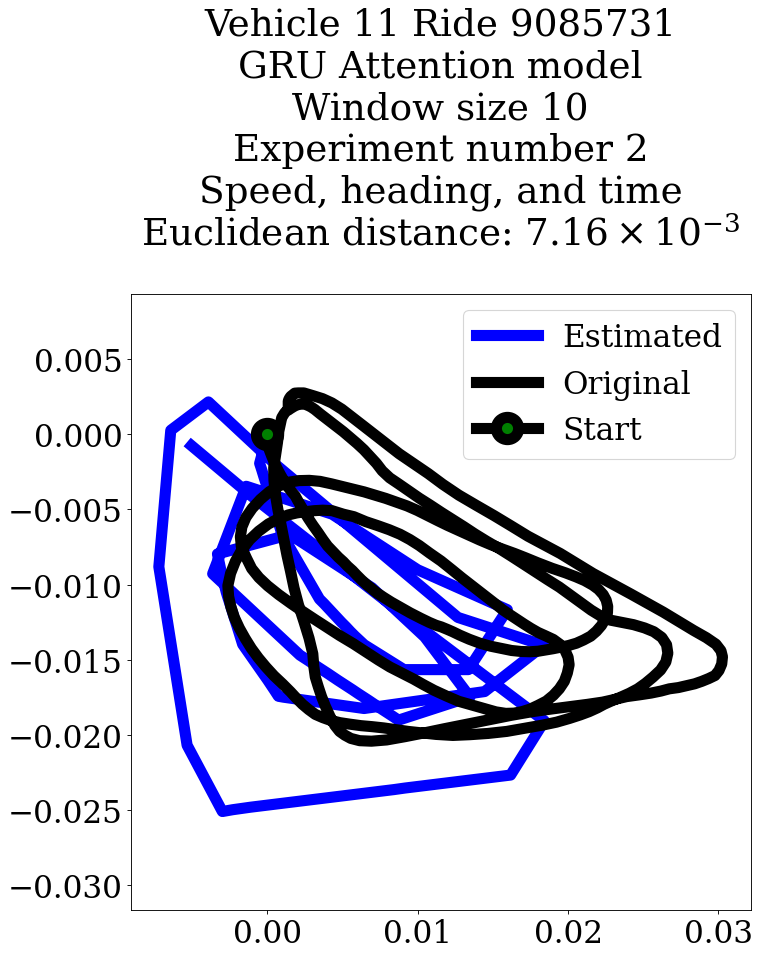 Vehicle 11 Ride 9085731
GRU Attention model
Window size 10
Experiment number 2
Speed, heading, and time
Euclidean distance: 7.16 × 10⁻³
Estimated
Original
Start
0.005
0.000
−0.005
−0.010
−0.015
−0.020
−0.025
−0.030
0.00 0.01 0.02 0.03